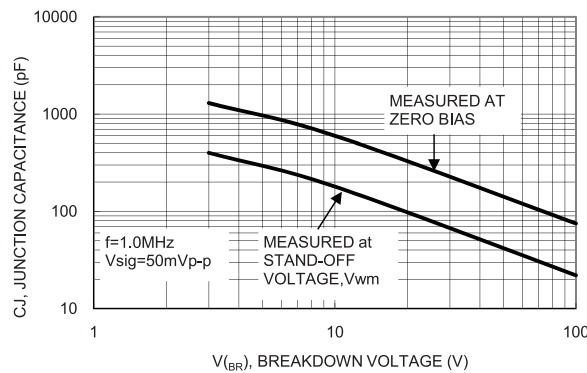 10000
1000
100
10
CJ, JUNCTION CAPACITANCE (pF)
MEASURED AT
ZERO BIAS
f=1.0MHz
Vsig=50mVp-p
MEASURED at
STAND-OFF
VOLTAGE,Vwm
1
10
100
V(BR), BREAKDOWN VOLTAGE (V)